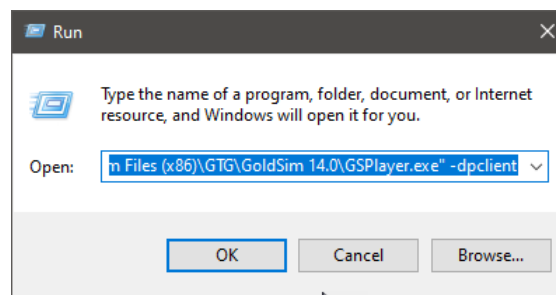 Run
Type the name of a program, folder, document, or Internet
resource, and Windows will open it for you.
Open:
m Files (x86)\GTG\GoldSim 14.0\GSPlayer.exe" -dpclient
OK
Cancel
Browse...